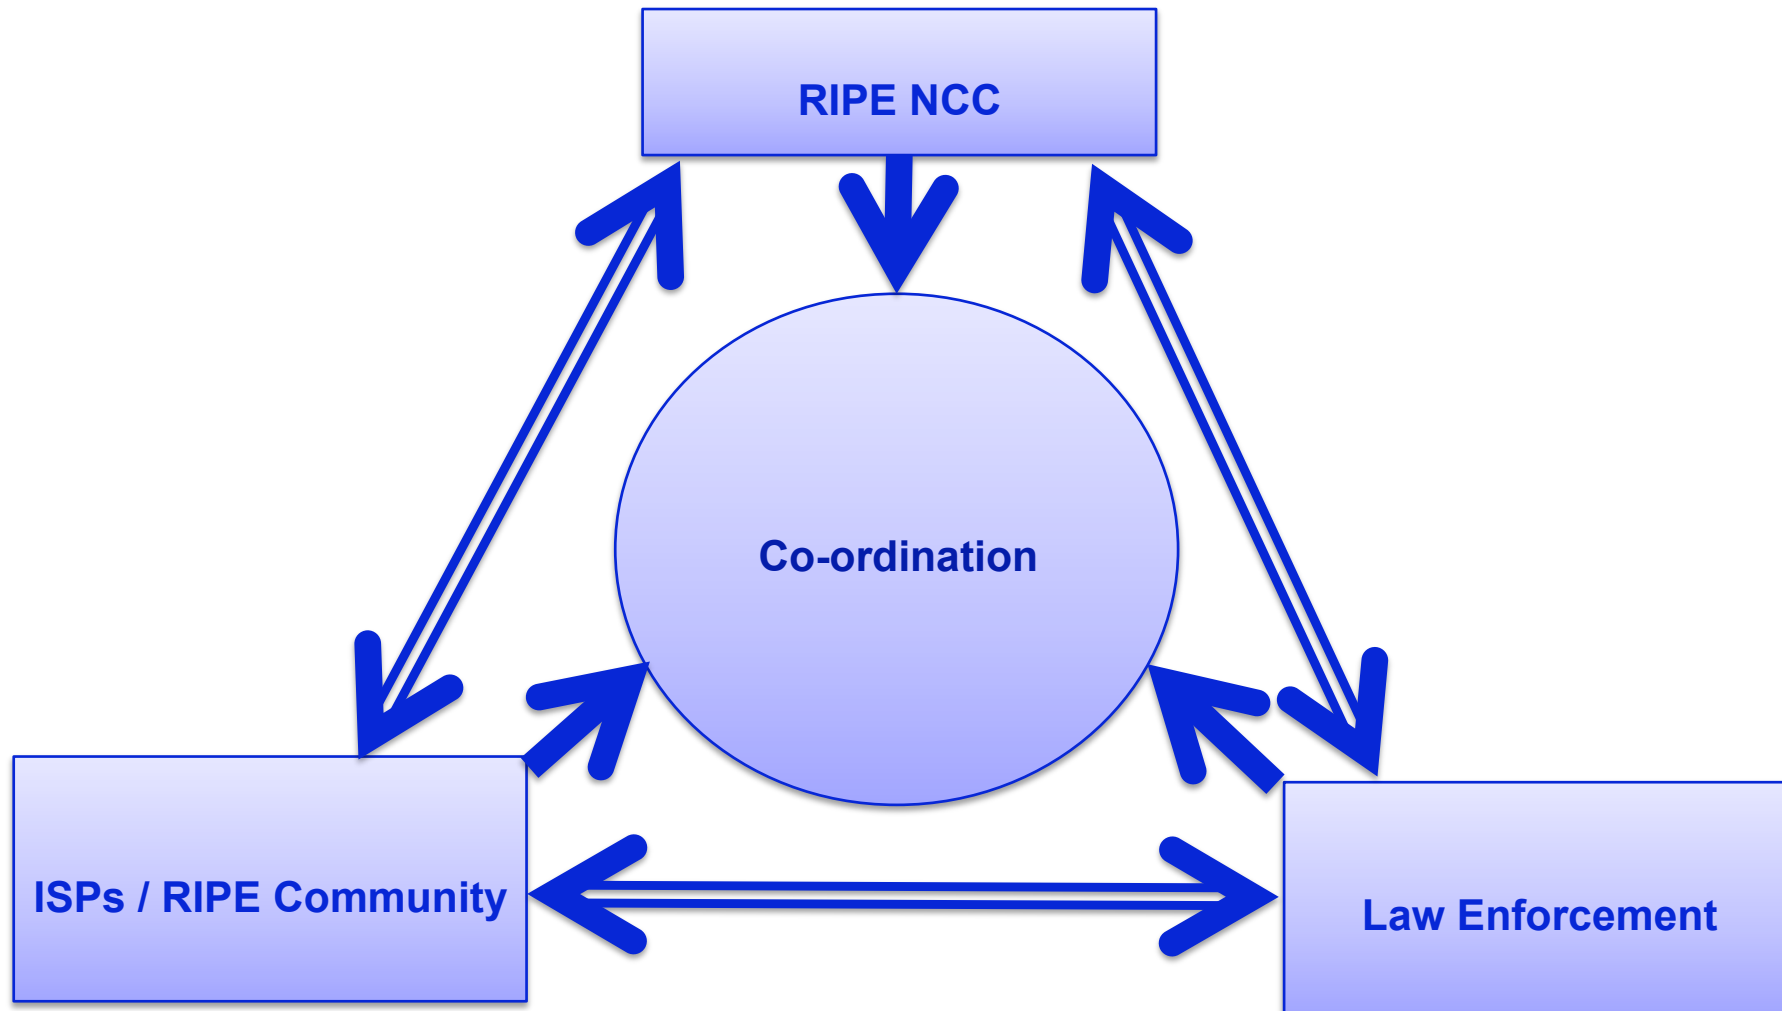 RIPE NCC
Co-ordination
ISPs / RIPE Community
Law Enforcement